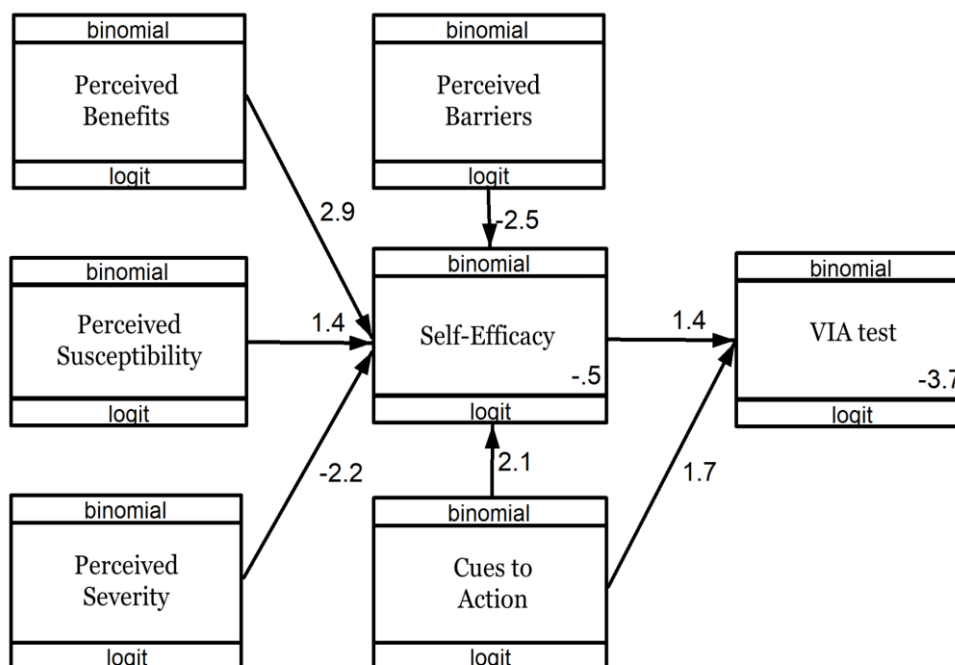 binomial
Perceived
Benefits
logit
binomial
Perceived
Barriers
logit
2.9
-2.5
binomial
Perceived
Susceptibility
logit
1.4
binomial
Self-Efficacy
-.5
logit
1.4
binomial
VIA test
-3.7
logit
-2.2
2.1
1.7
binomial
Perceived
Severity
logit
binomial
Cues to
Action
logit